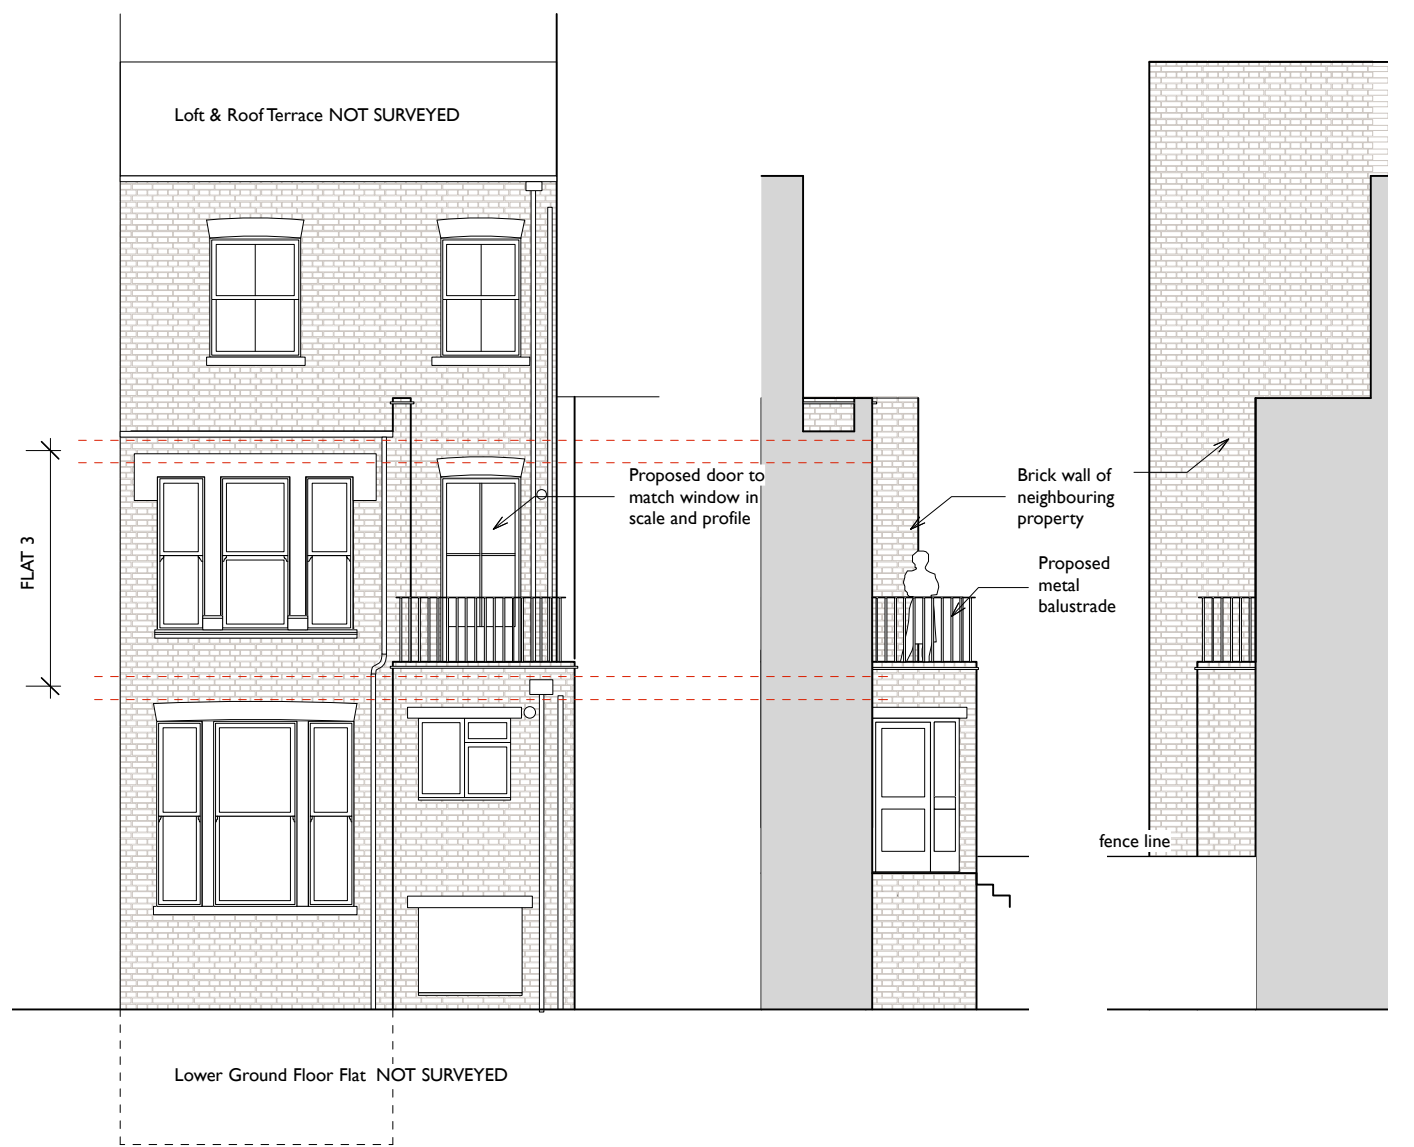 Loft & Roof Terrace NOT SURVEYED
Proposed door to
match window in
scale and profile
Brick wall of
neighbouring
property
FLAT 3
Proposed
metal
balustrade
fence line
Lower Ground Floor Flat NOT SURVEYED